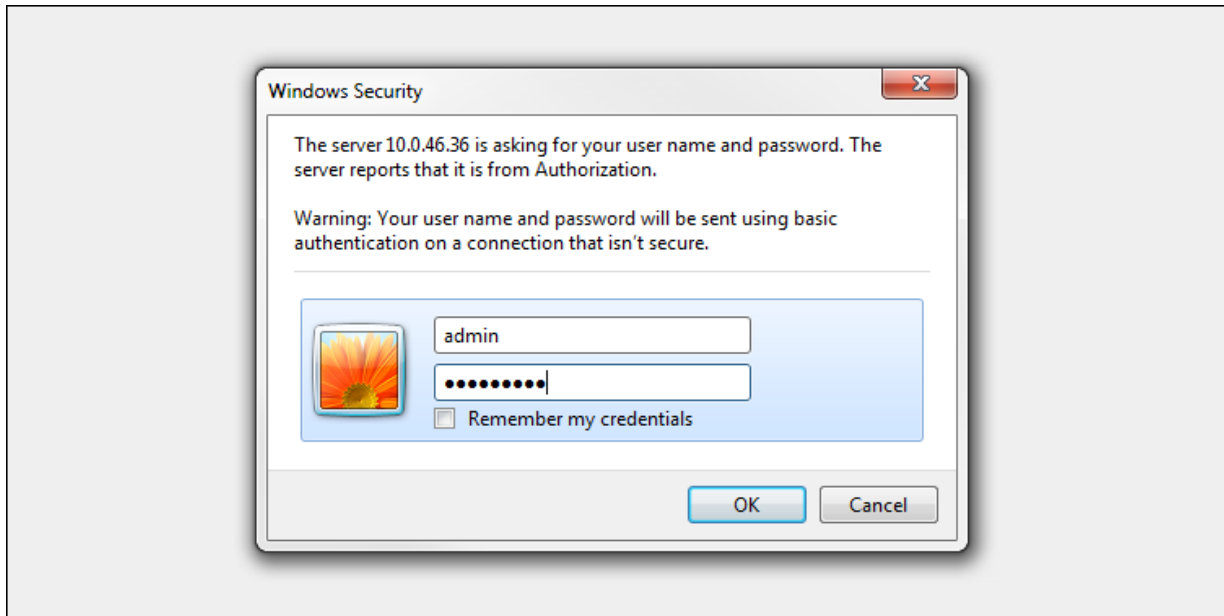 Windows Security
The server 10.0.46.36 is asking for your user name and password. The
server reports that it is from Authorization.
Warning: Your user name and password will be sent using basic
authentication on a connection that isn't secure.
admin
●●●●●●●●●
Remember my credentials
OK
Cancel